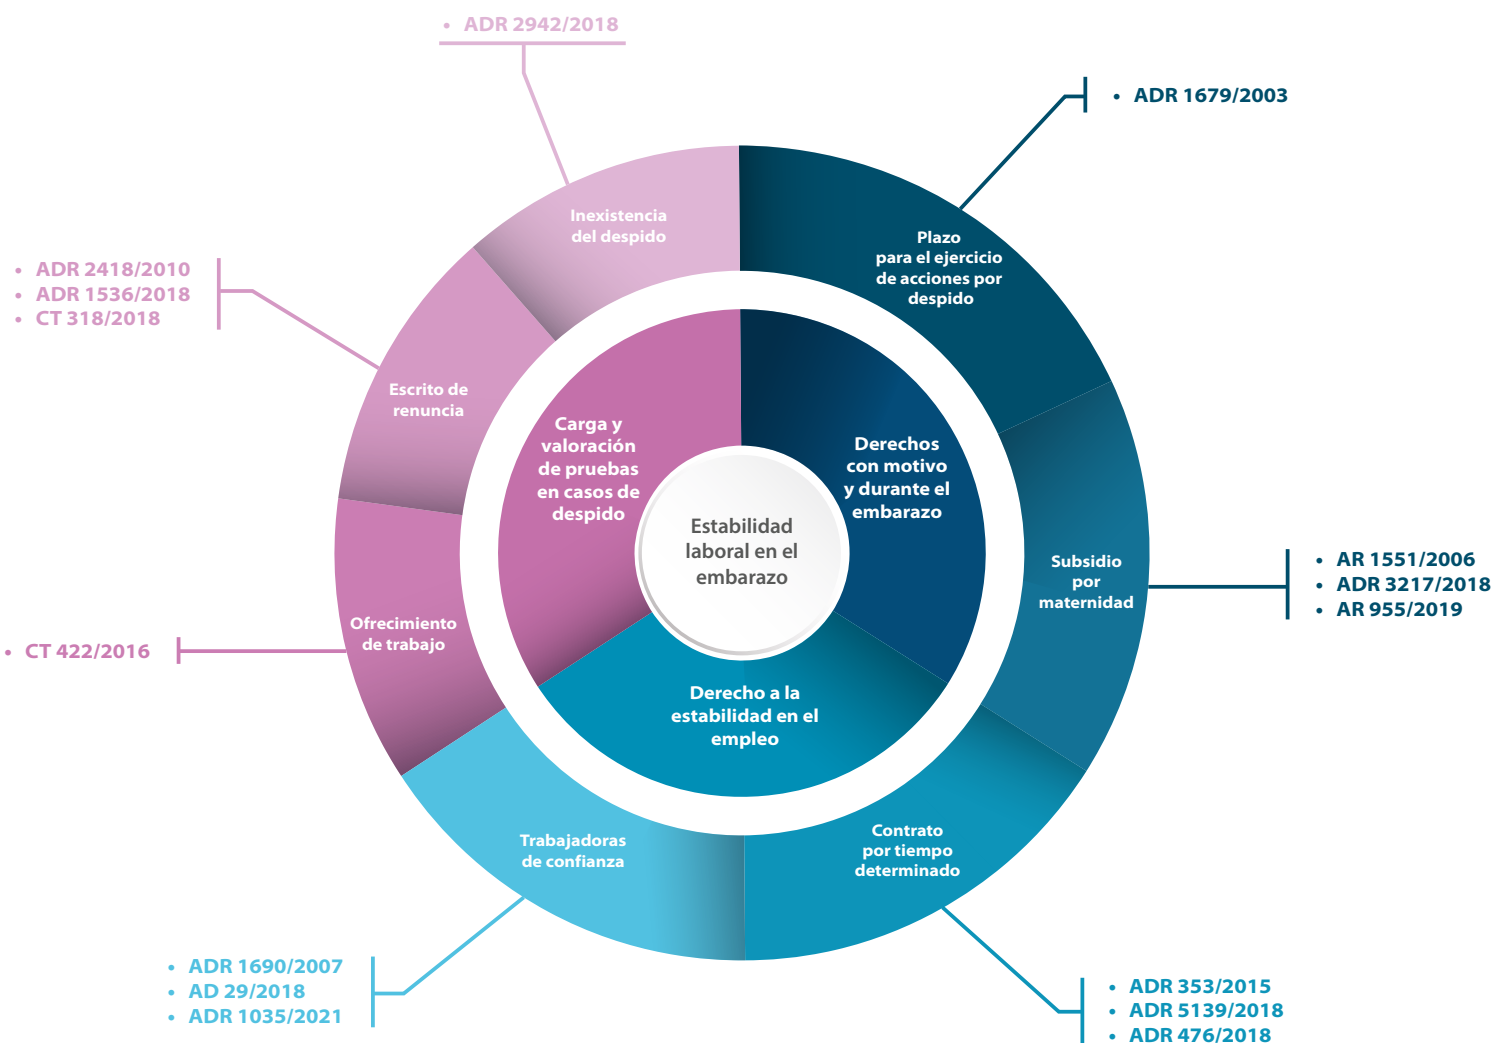 • ADR 2942/2018
• ADR 1679/2003
Inexistencia
del despido
Plazo
para el ejercicio
de acciones por
despido
• ADR 2418/2010
• ADR 1536/2018
• CT 318/2018
Escrito de
renuncia
Carga y
valoración
de pruebas
en casos de
despido
Derechos
con motivo
y durante el
embarazo
Estabilidad
laboral en el
embarazo
Subsidio
por
maternidad
• AR 1551/2006
• ADR 3217/2018
• AR 955/2019
Ofrecimiento
de trabajo
• CT 422/2016
Derecho a la
estabilidad en el
empleo
Trabajadoras
de confianza
Contrato
por tiempo
determinado
• ADR 1690/2007
• AD 29/2018
• ADR 1035/2021
• ADR 353/2015
• ADR 5139/2018
• ADR 476/2018